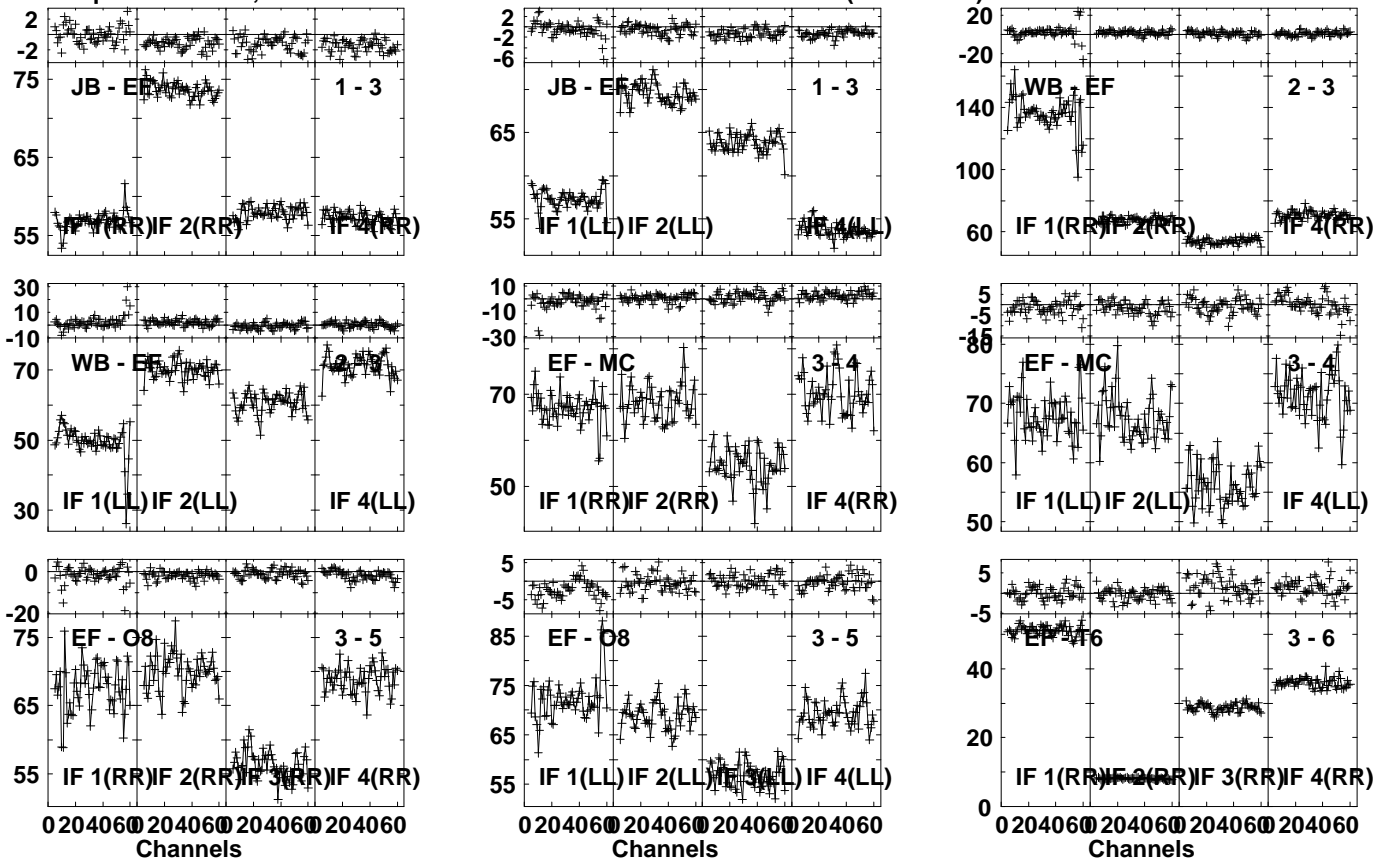 2 0 -2
2 -2 -6
20 -20
JB - EF 1 - 3
JB - EF 1 - 3
WB - EF 2 - 3
75 65 55
65 55
140 100 60
IF 1(RR) IF 2(RR) IF 4(RR)
IF 1(LL) IF 2(LL) IF 4(LL)
IF 1(RR) IF 2(RR) IF 4(RR)
30 10 -10
10 -10 -30
5 -5 -15
WB - EF 2 - 3
EF - MC 3 - 4
EF - MC 3 - 4
70 50 30
70 50
80 70 60 50
IF 1(LL) IF 2(LL) IF 4(LL)
IF 1(RR) IF 2(RR) IF 4(RR)
IF 1(LL) IF 2(LL) IF 4(LL)
0 -20
5 -5
5 -5
EF - O8 3 - 5
EF - O8 3 - 5
EF - T6 3 - 6
75 65 55
85 75 65 55
40 20 0
IF 1(RR) IF 2(RR) IF 3(RR) IF 4(RR)
IF 1(LL) IF 2(LL) IF 3(LL) IF 4(LL)
IF 1(RR) IF 2(RR) IF 3(RR) IF 4(RR)
0 20 40 60 0 20 40 60 0 20 40 60 0 20 40 60
0 20 40 60 0 20 40 60 0 20 40 60 0 20 40 60
0 20 40 60 0 20 40 60 0 20 40 60 0 20 40 60
Channels
Channels
Channels